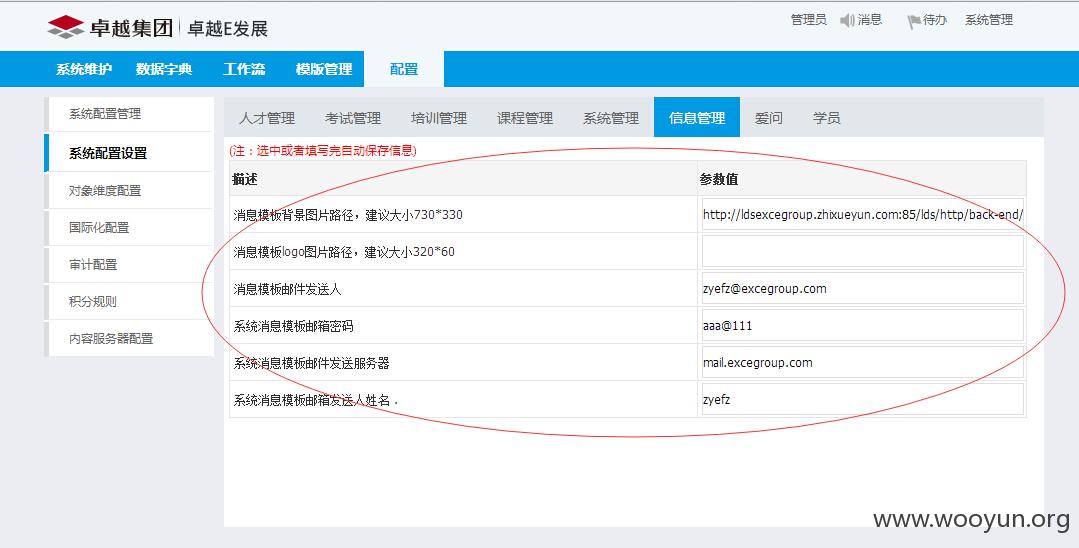 卓越集团 卓越E发展 管理员 消息 待办 系统管理
系统维护 数据字典 工作流 模版管理 配置
系统配置管理
系统配置设置
对象维度配置
国际化配置
审计配置
积分规则
内容服务器配置
人才管理 考试管理 培训管理 课程管理 系统管理 信息管理 爱问 学员
(注：选中或者填写完自动保存信息)
描述 参数值
消息模板背景图片路径，建议大小730*330 http://ldsexcegroup.zhixueyun.com:85/lds/http/back-end/
消息模板logo图片路径，建议大小320*60
消息模板邮件发送人 zyefz@excegroup.com
系统消息模板邮箱密码 aaa@111
系统消息模板邮件发送服务器 mail.excegroup.com
系统消息模板邮箱发送人姓名． zyefz
www.wooyun.org